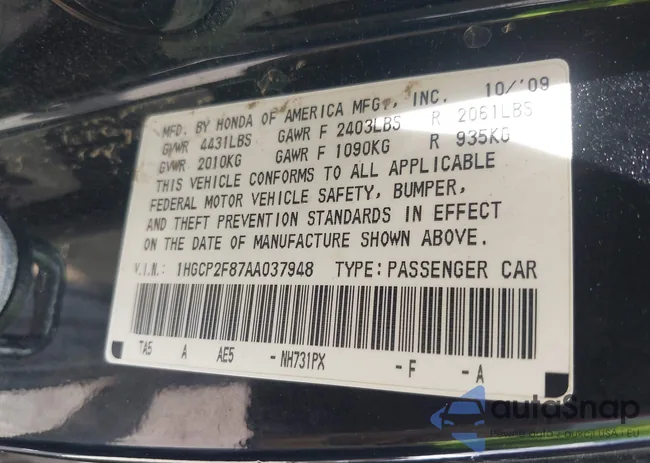 MFD. BY HONDA OF AMERICA MFG., INC. 10/'09
GVWR 4431LBS GAWR F 2403LBS R 2061LBS
GVWR 2010KG GAWR F 1090KG R 935KG
THIS VEHICLE CONFORMS TO ALL APPLICABLE
FEDERAL MOTOR VEHICLE SAFETY, BUMPER,
AND THEFT PREVENTION STANDARDS IN EFFECT
ON THE DATE OF MANUFACTURE SHOWN ABOVE.
V.I.N.: 1HGCP2F87AA037948 TYPE: PASSENGER CAR
TA5 A AE5 - NH731PX - F - A
autoSnap